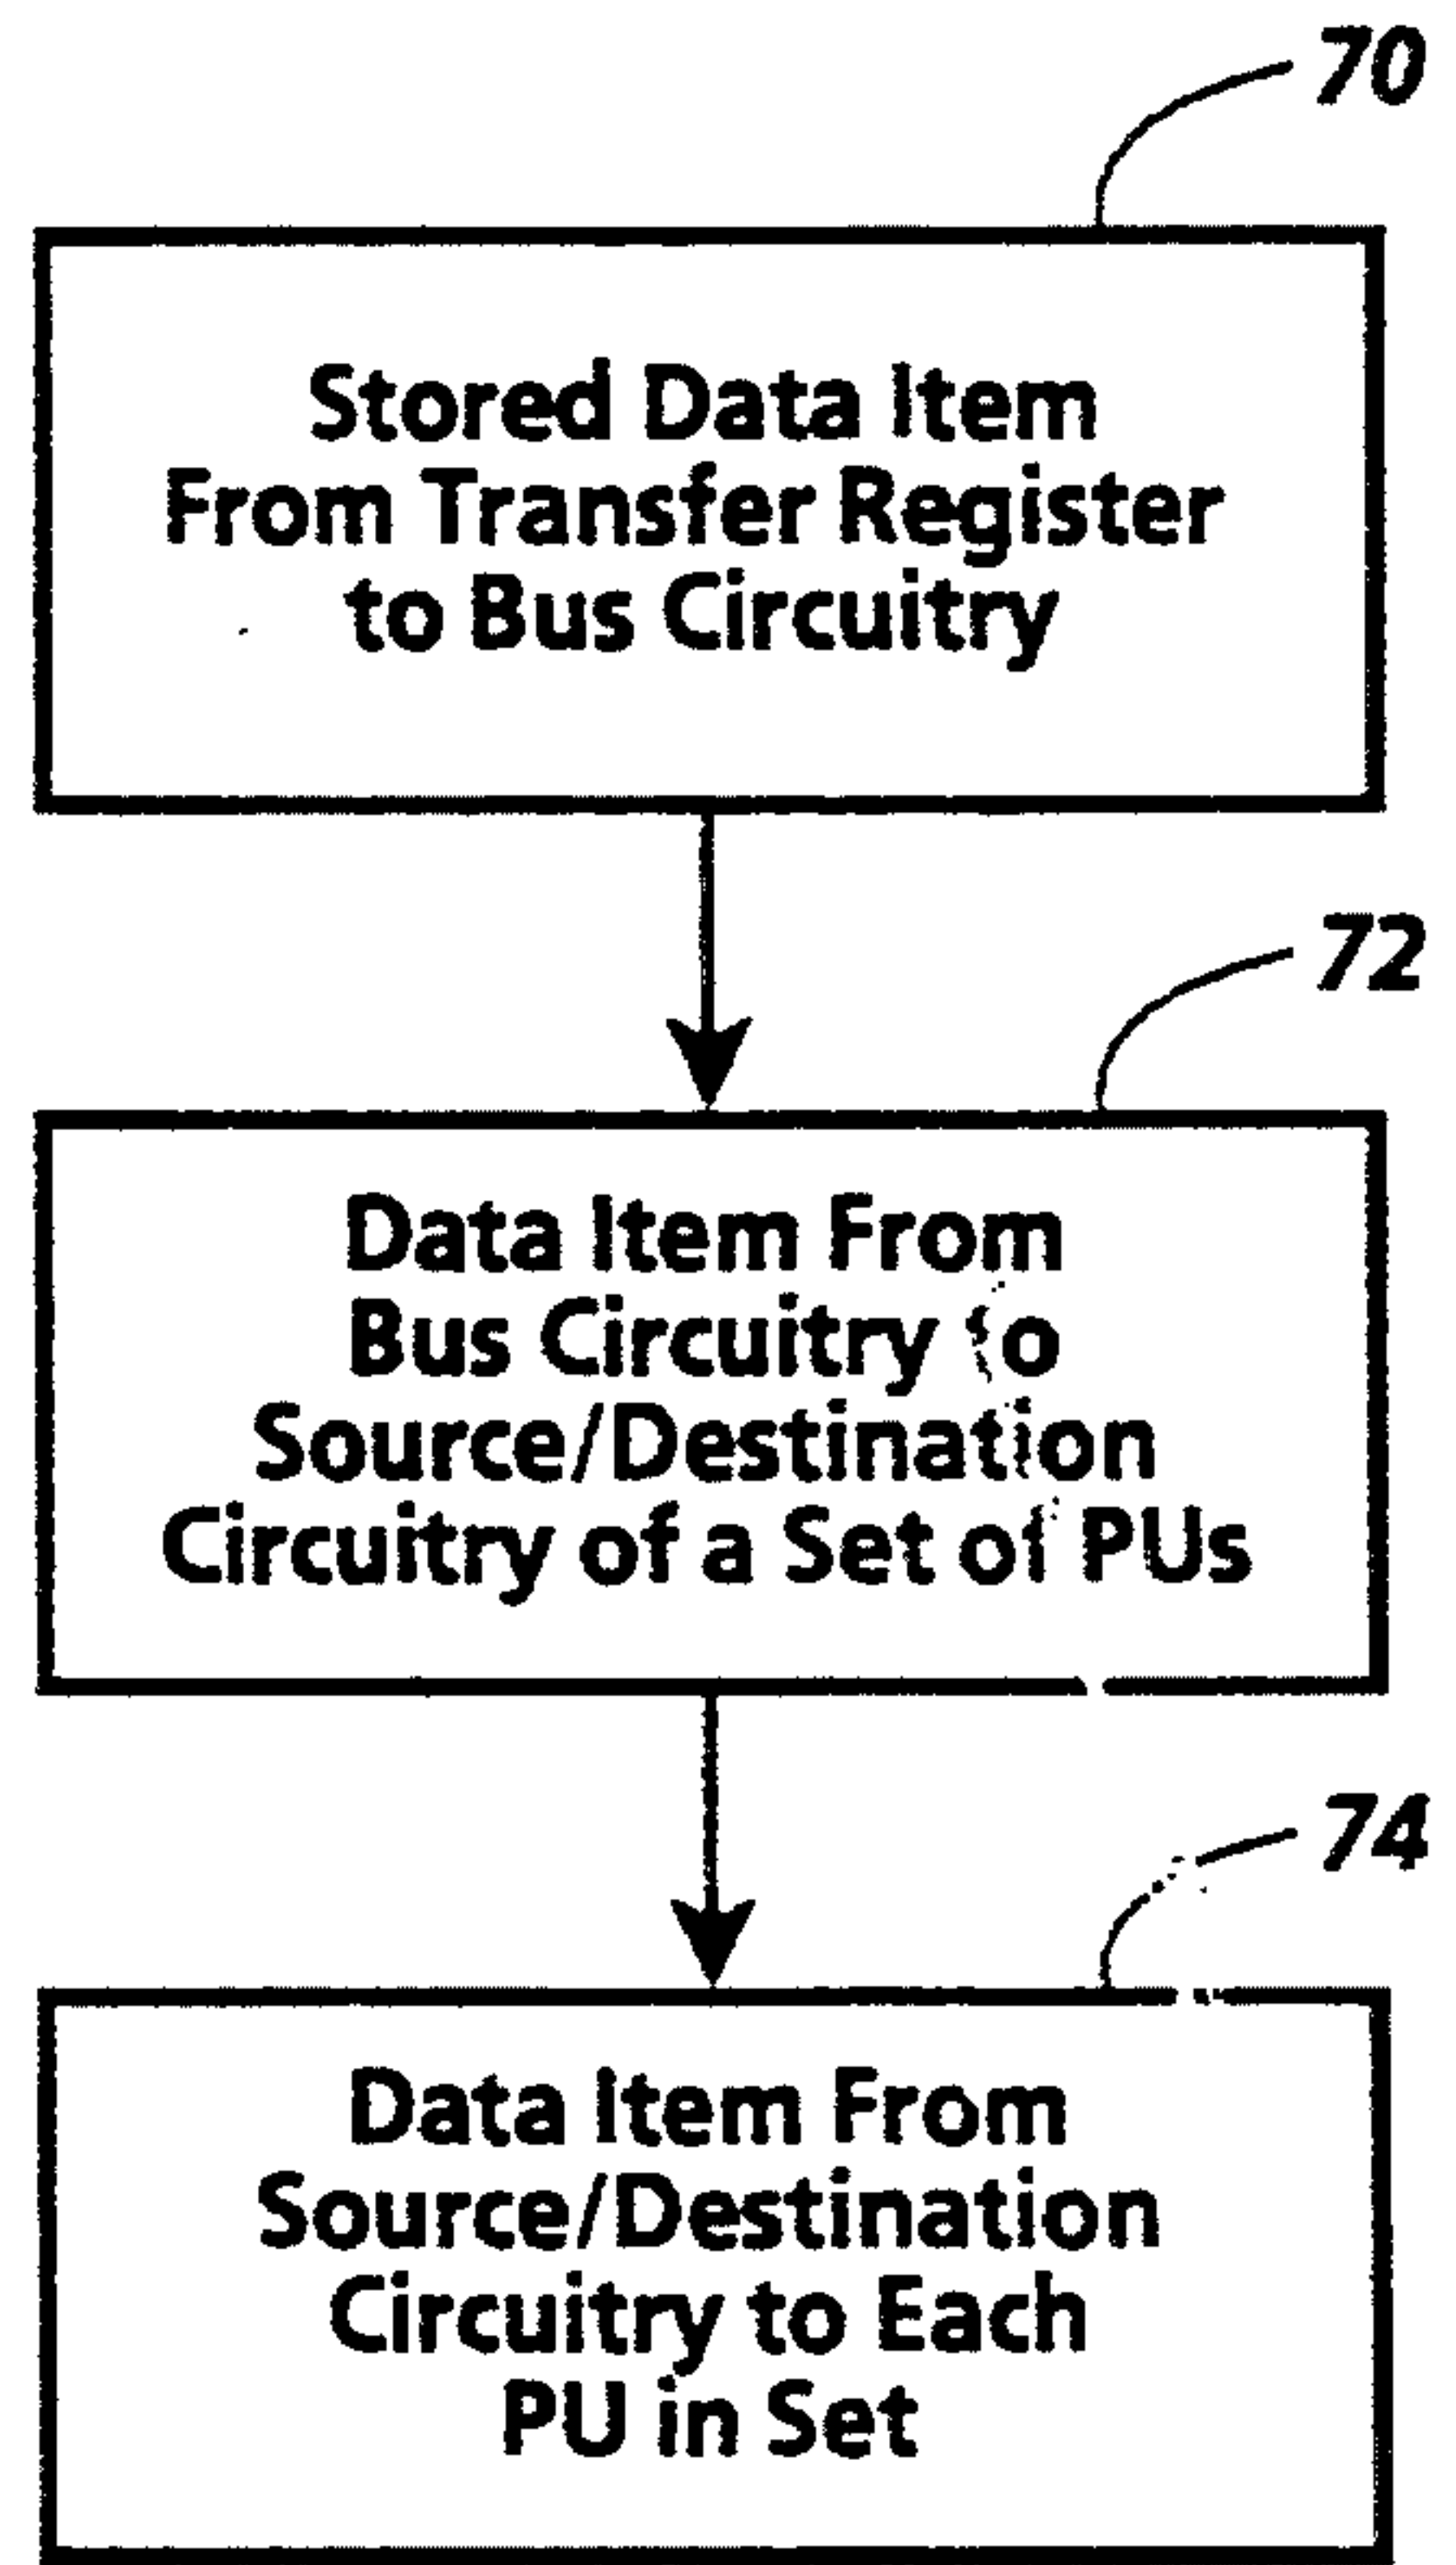 70
Stored Data Item
From Transfer Register
to Bus Circuitry
72
Data Item From
Bus Circuitry to
Source/Destination
Circuitry of a Set of PUs
74
Data Item From
Source/Destination
Circuitry to Each
PU in Set